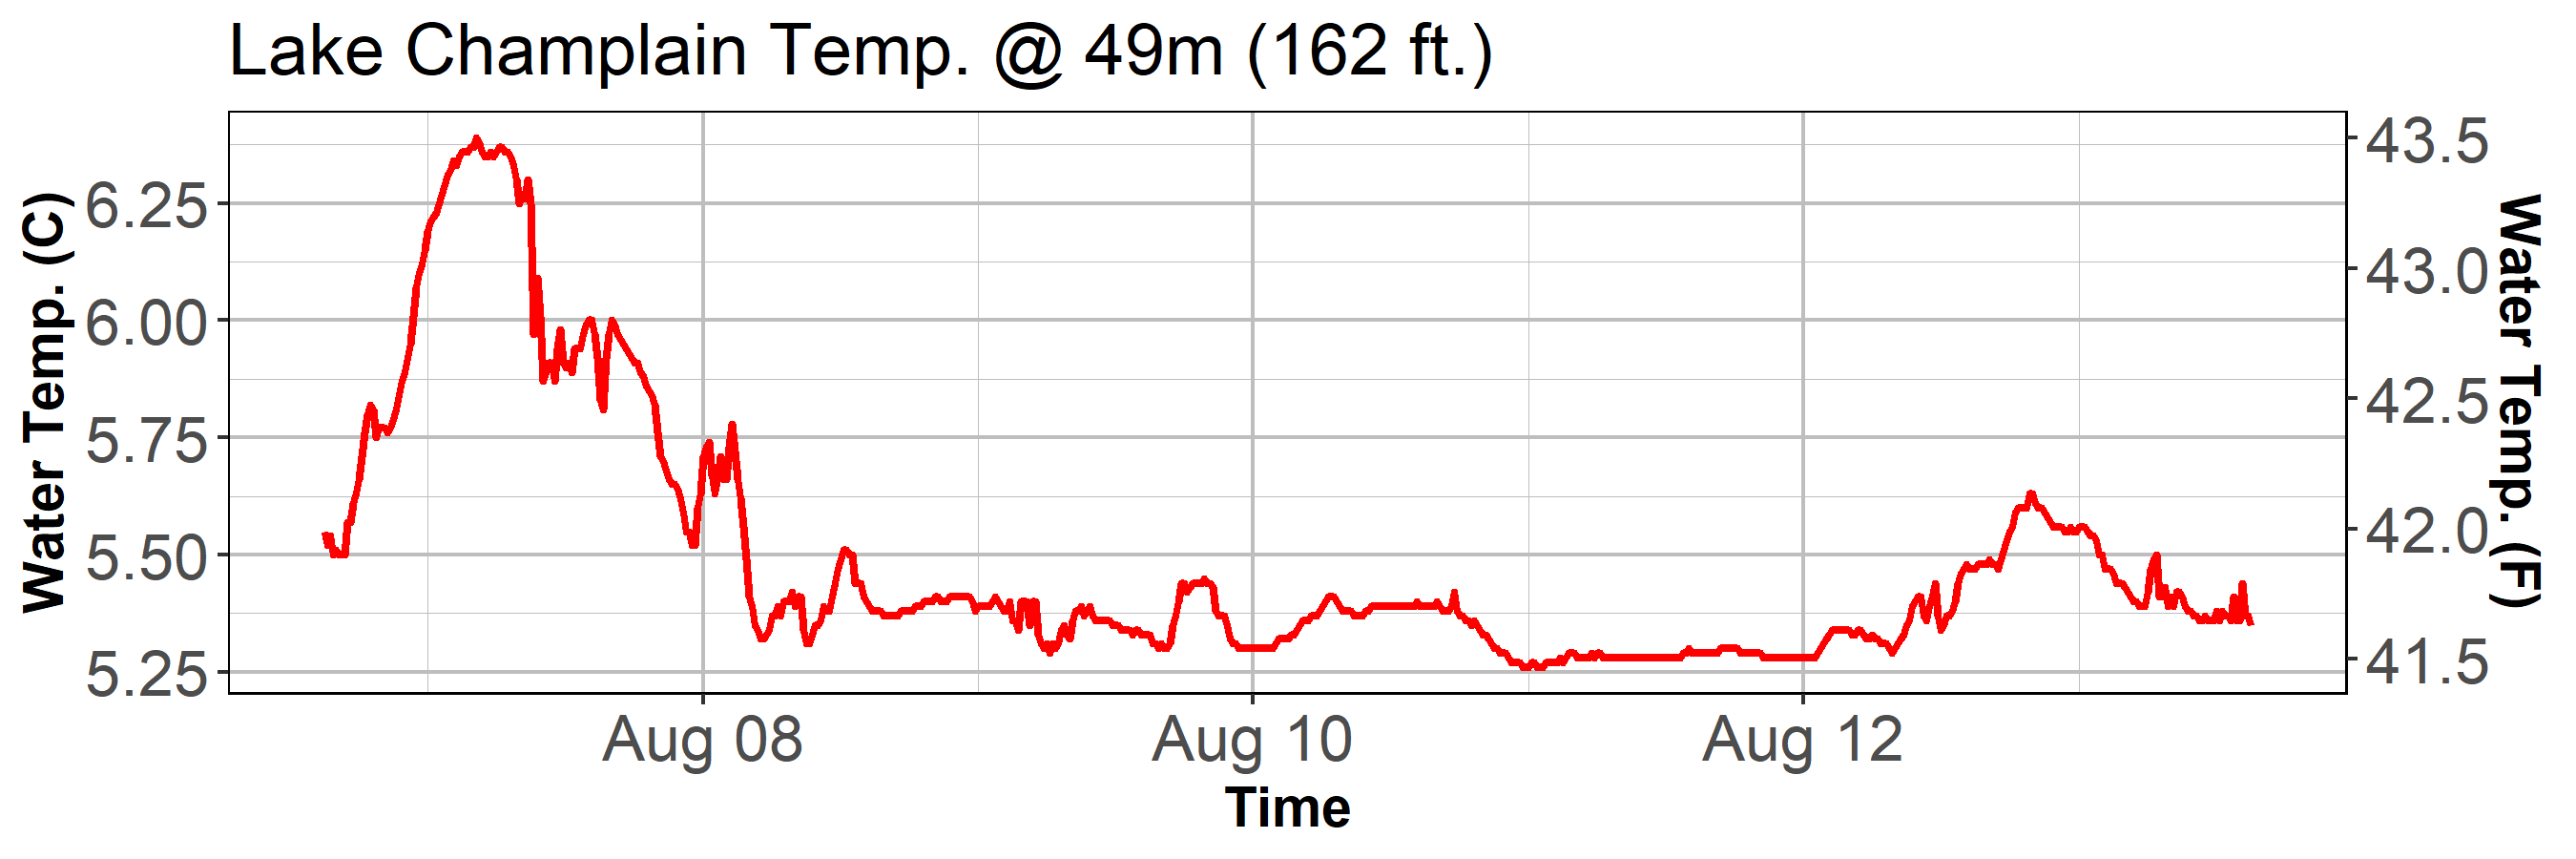 Lake Champlain Temp. @ 49m (162 ft.)
Water Temp. (C)
6.25
6.00
5.75
5.50
5.25
43.5
43.0
42.5
42.0
41.5
Water Temp. (F)
Aug 08
Aug 10
Aug 12
Time